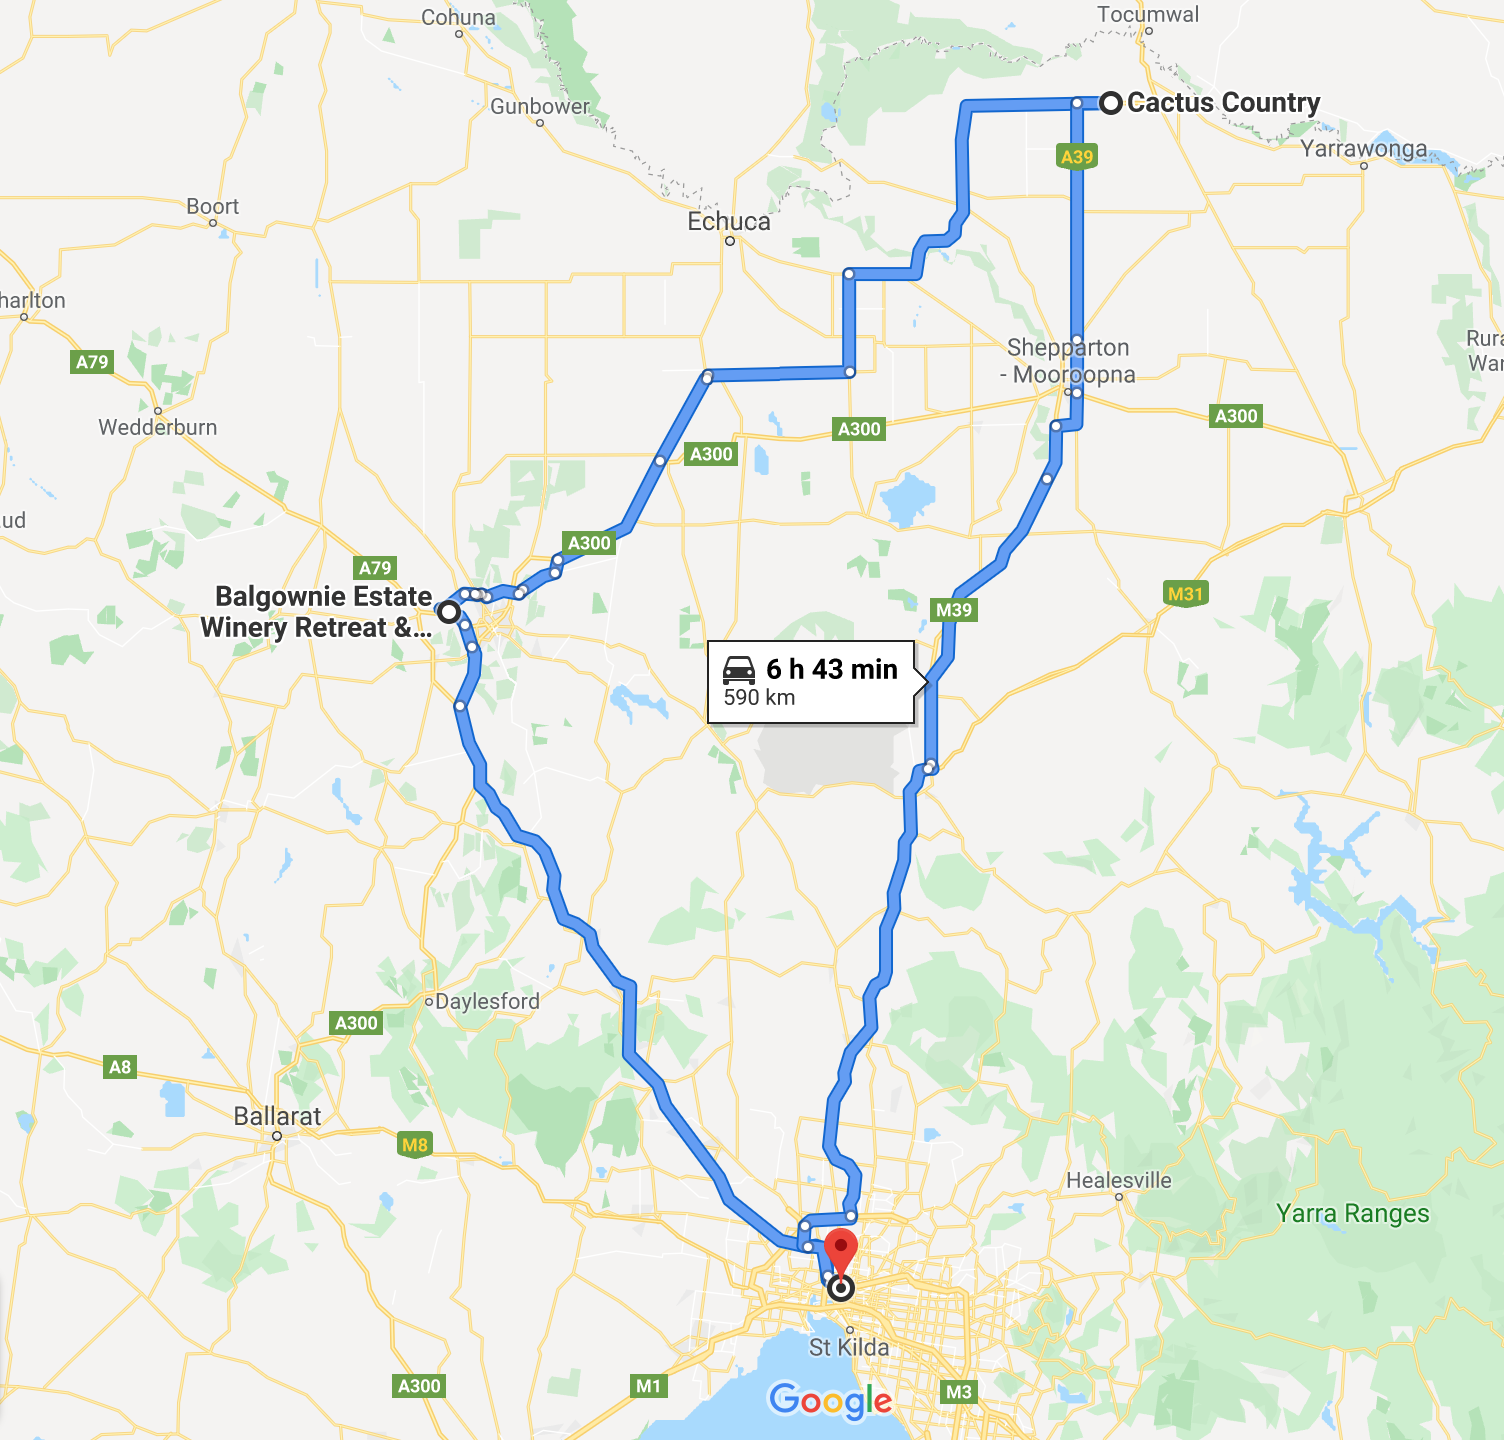 Cohuna
Tocumwal
Gunbower
Cactus Country
A39
Yarrawonga
Boort
Echuca
harlton
A79
Shepparton
- Mooroopna
Rura
War
Wedderburn
A300
A300
A300
ud
A300
A79
Balgownie Estate
Winery Retreat &...
M39
M31
6 h 43 min
590 km
Daylesford
A300
A8
Ballarat
M8
Healesville
Yarra Ranges
St Kilda
A300
M1
M3
Google